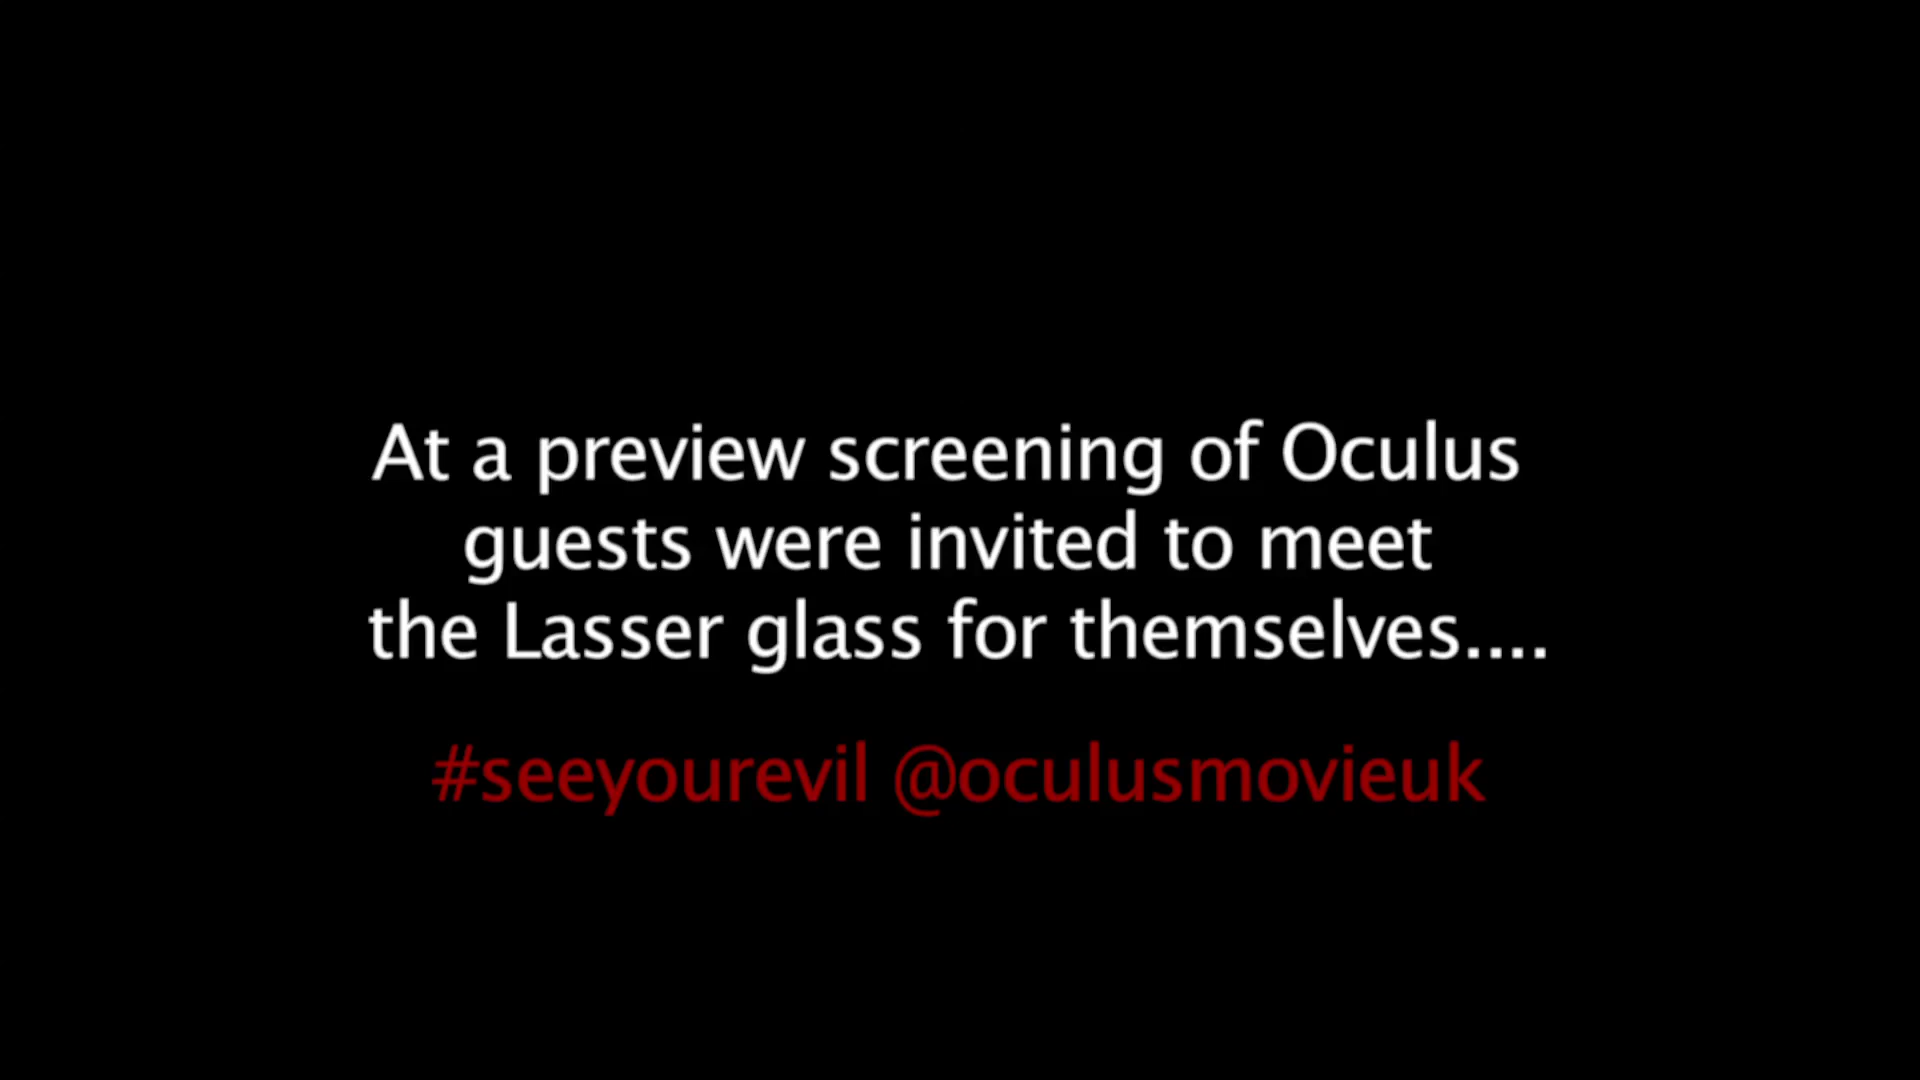 At a preview screening of Oculus
guests were invited to meet
the Lasser glass for themselves....
#seeyourevil @oculusmovieuk